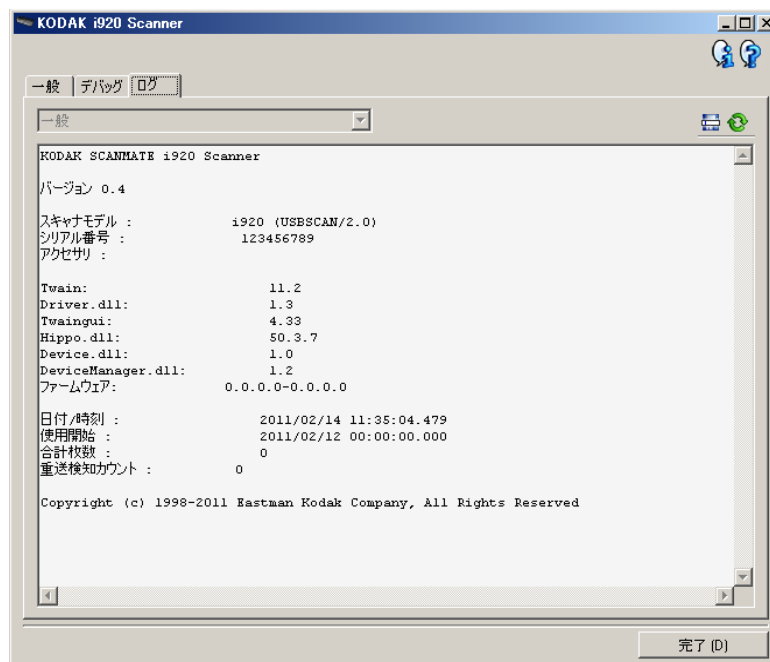 KODAK i920 Scanner
一般 デバッグ ログ
一般
KODAK SCANMATE i920 Scanner
バージョン 0.4
スキャナモデル : i920 (USBSCAN/2.0)
シリアル番号 : 123456789
アクセサリ :
Twain: 11.2
Driver.dll: 1.3
Twaingui: 4.33
Hippo.dll: 50.3.7
Device.dll: 1.0
DeviceManager.dll: 1.2
ファームウェア: 0.0.0.0-0.0.0.0
日付/時刻 : 2011/02/14 11:35:04.479
使用開始 : 2011/02/12 00:00:00.000
合計枚数 : 0
重送検知カウント : 0
Copyright (c) 1998-2011 Eastman Kodak Company, All Rights Reserved
完了 (D)